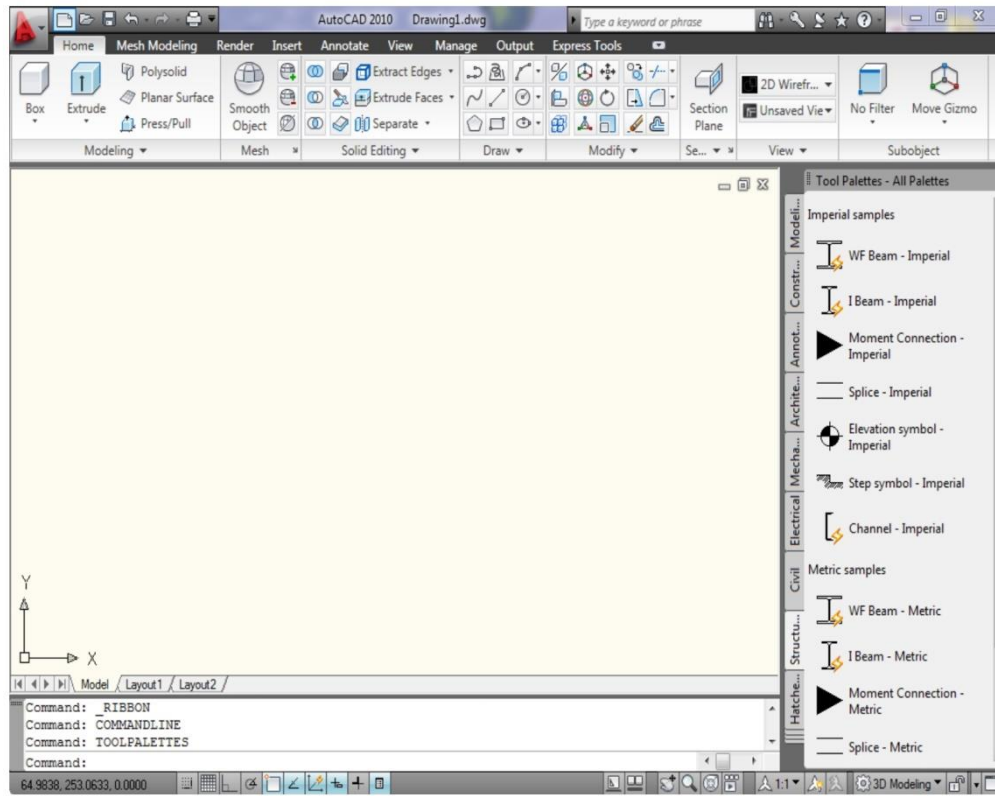 AutoCAD 2010 Drawing1.dwg Type a keyword or phrase
Home Mesh Modeling Render Insert Annotate View Manage Output Express Tools
Polysolid
Planar Surface
Press/Pull
Box Extrude
Smooth
Object
Extract Edges
Extrude Faces
Separate
Section
Plane
2D Wirefr...
Unsaved Vie
No Filter Move Gizmo
Modeling Mesh Solid Editing Draw Modify Se... View Subobject
Tool Palettes - All Palettes
Modeli...
Constr...
Annot...
Archite...
Mecha...
Electrical
Civil
Structu...
Hatche...
Imperial samples
WF Beam - Imperial
I Beam - Imperial
Moment Connection -
Imperial
Splice - Imperial
Elevation symbol -
Imperial
Step symbol - Imperial
Channel - Imperial
Metric samples
WF Beam - Metric
I Beam - Metric
Moment Connection -
Metric
Splice - Metric
Y
X
Model Layout1 Layout2
Command: _RIBBON
Command: COMMANDLINE
Command: TOOLPALETTES
Command:
64.9838, 253.0633, 0.0000 1:1 3D Modeling